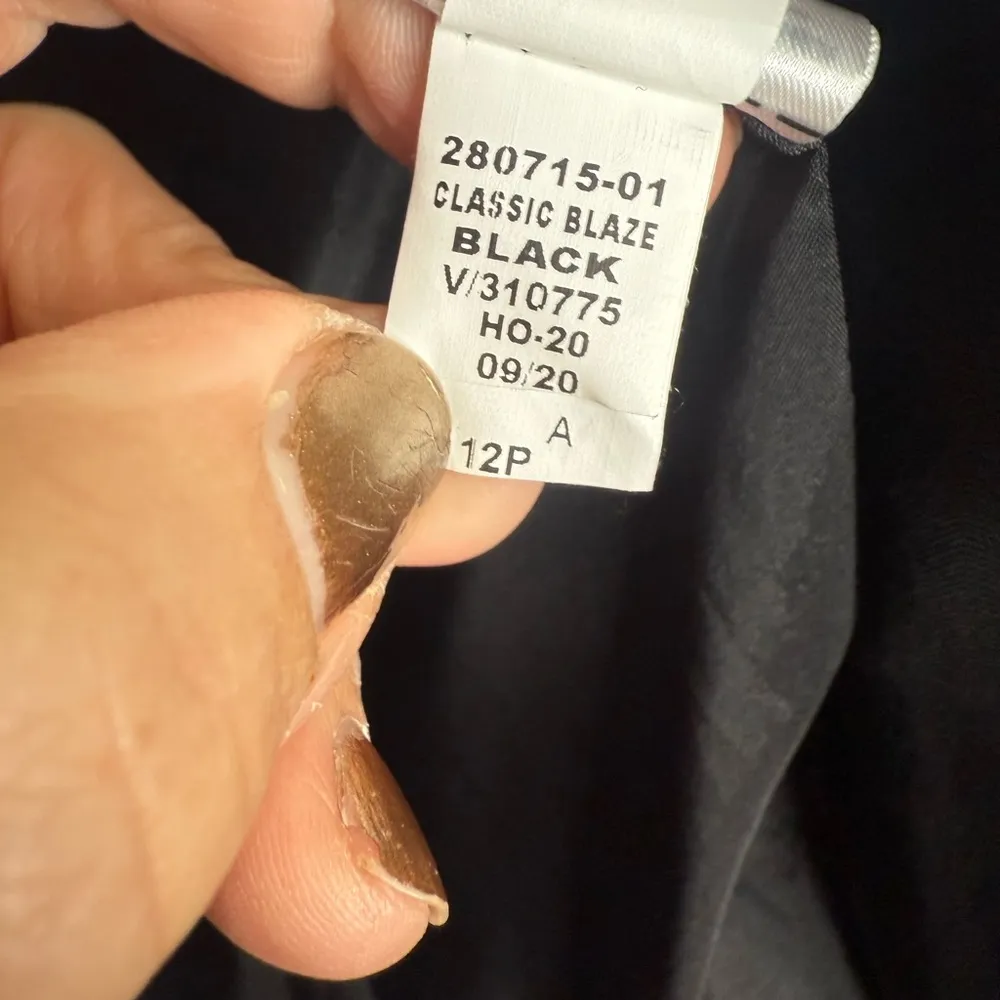 280715-01
CLASSIC BLAZE
BLACK
V/310775
HO-20
09/20
A
12P